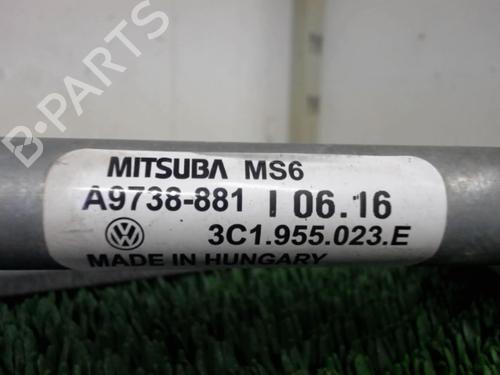 B-PARTS
MITSUBA MS6
A9738-881 I 06.16
3C1.955.023.E
MADE IN HUNGARY